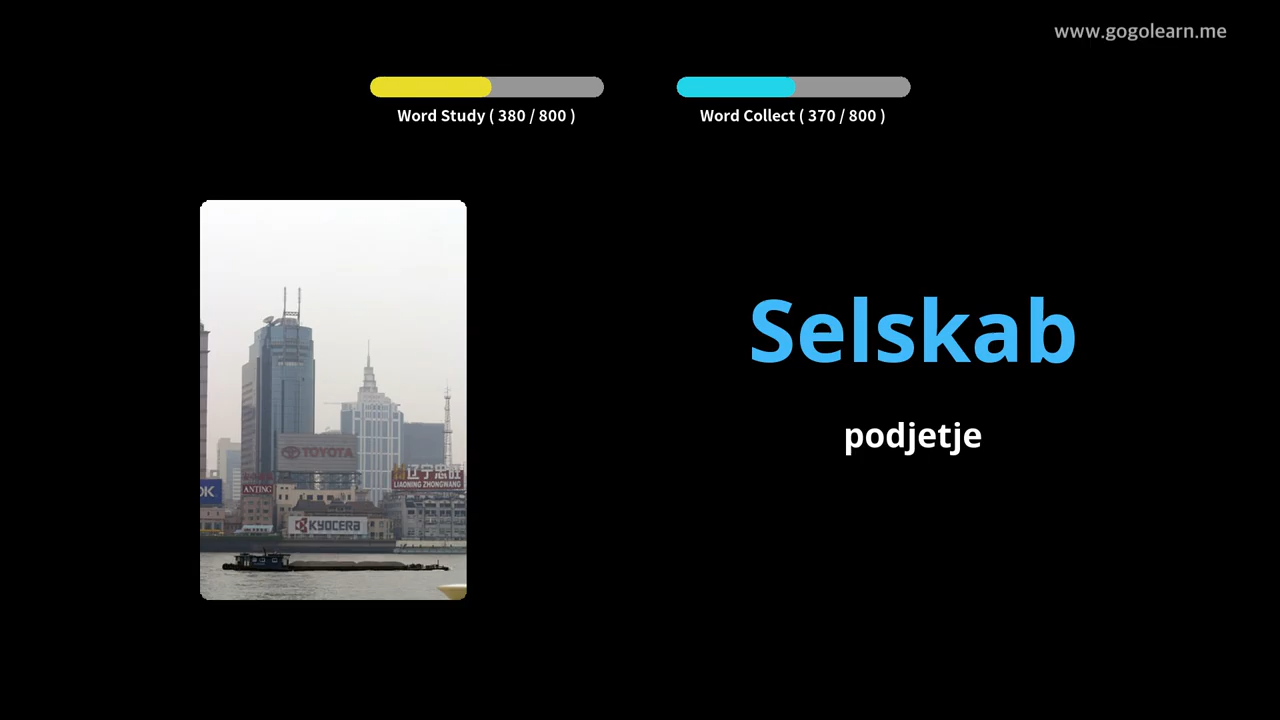 www.gogolearn.me
Word Study ( 380 / 800 )
Word Collect ( 370 / 800 )
Selskab
podjetje
TOYOTA
辽宁忠旺
LIAONING ZHONGWANG
OK
ANTING
KYOCERA